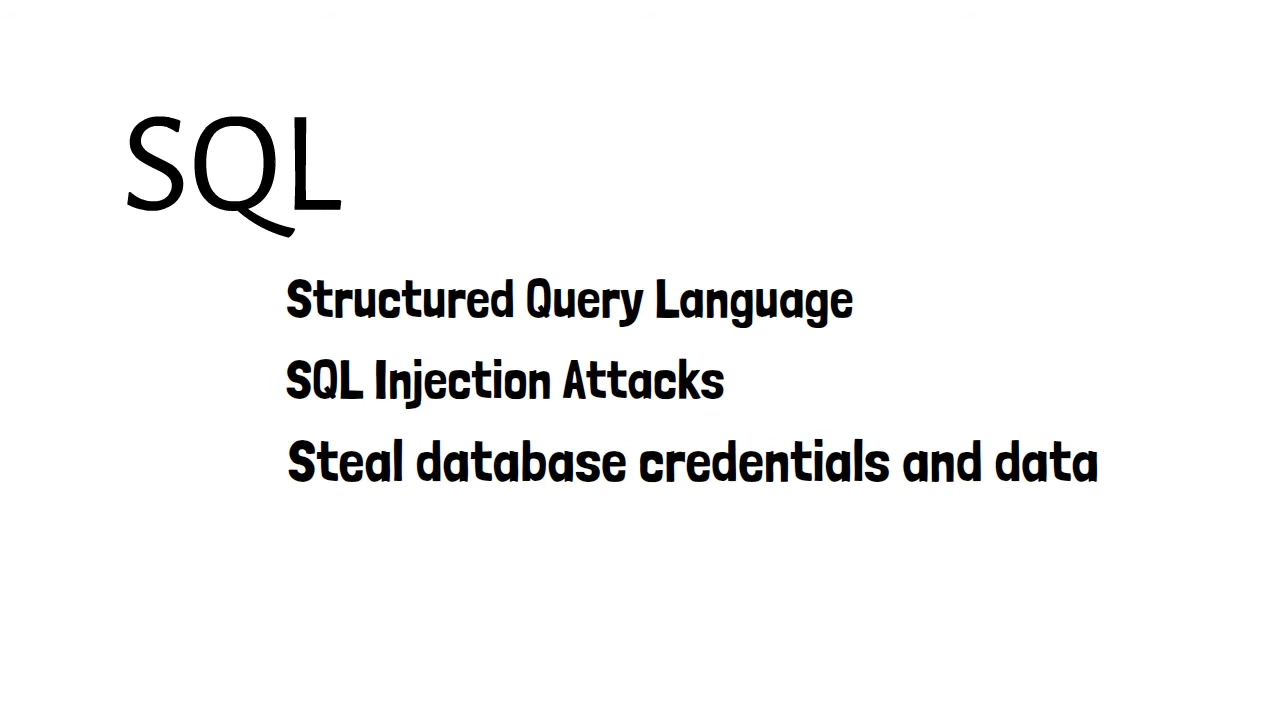 SQL
Structured Query Language
SQL Injection Attacks
Steal database credentials and data